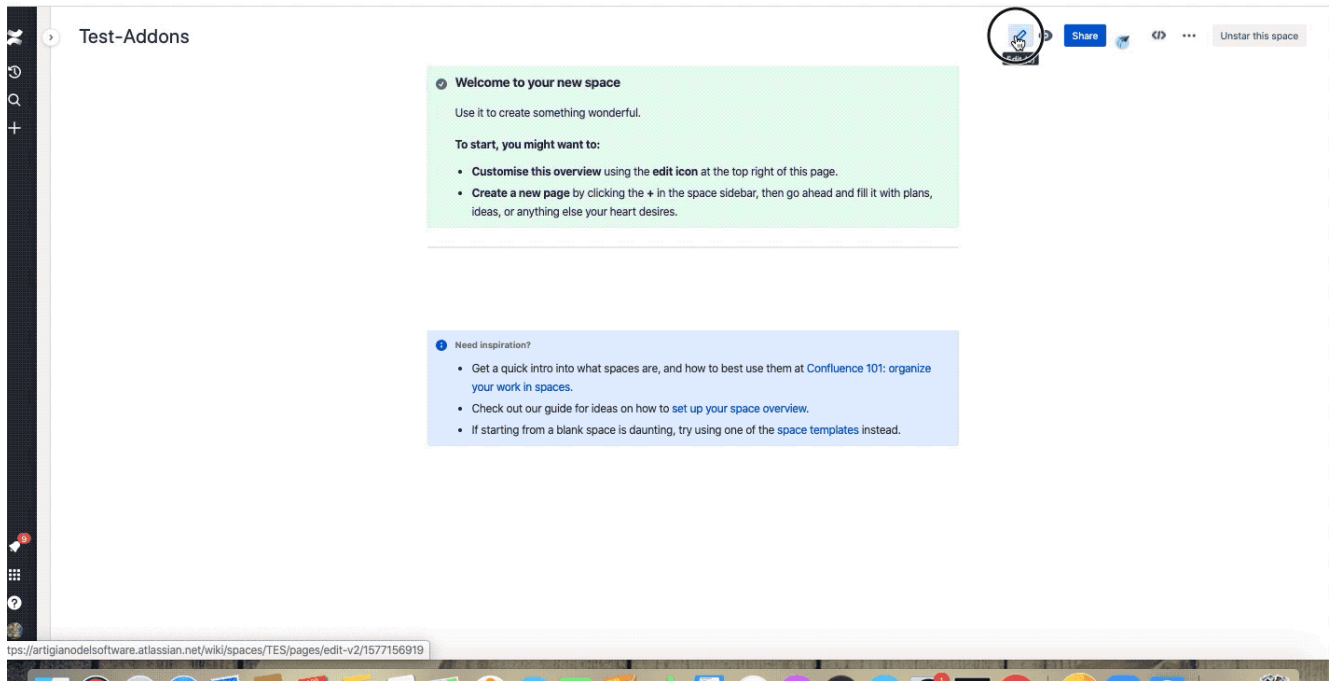 Test-Addons
Share
Unstar this space
Welcome to your new space
Use it to create something wonderful.
To start, you might want to:
• Customise this overview using the edit icon at the top right of this page.
• Create a new page by clicking the + in the space sidebar, then go ahead and fill it with plans,
ideas, or anything else your heart desires.
Need inspiration?
• Get a quick intro into what spaces are, and how to best use them at Confluence 101: organize
your work in spaces.
• Check out our guide for ideas on how to set up your space overview.
• If starting from a blank space is daunting, try using one of the space templates instead.
9
tps://artigianodelsoftware.atlassian.net/wiki/spaces/TES/pages/edit-v2/1577156919
1